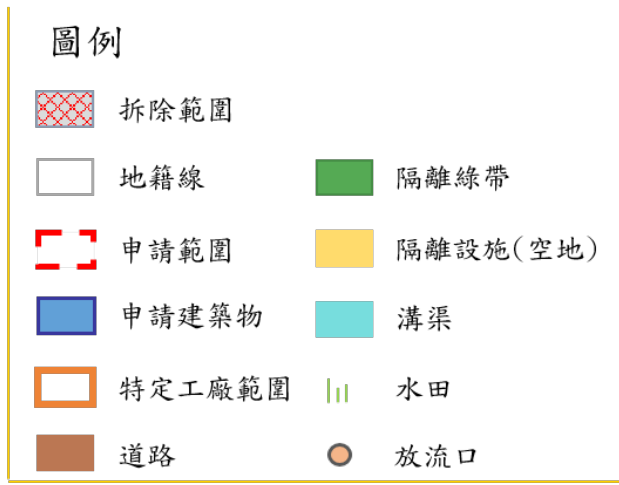 圖例
拆除範圍
地籍線
隔離綠帶
申請範圍
隔離設施(空地)
申請建築物
溝渠
特定工廠範圍
水田
道路
放流口